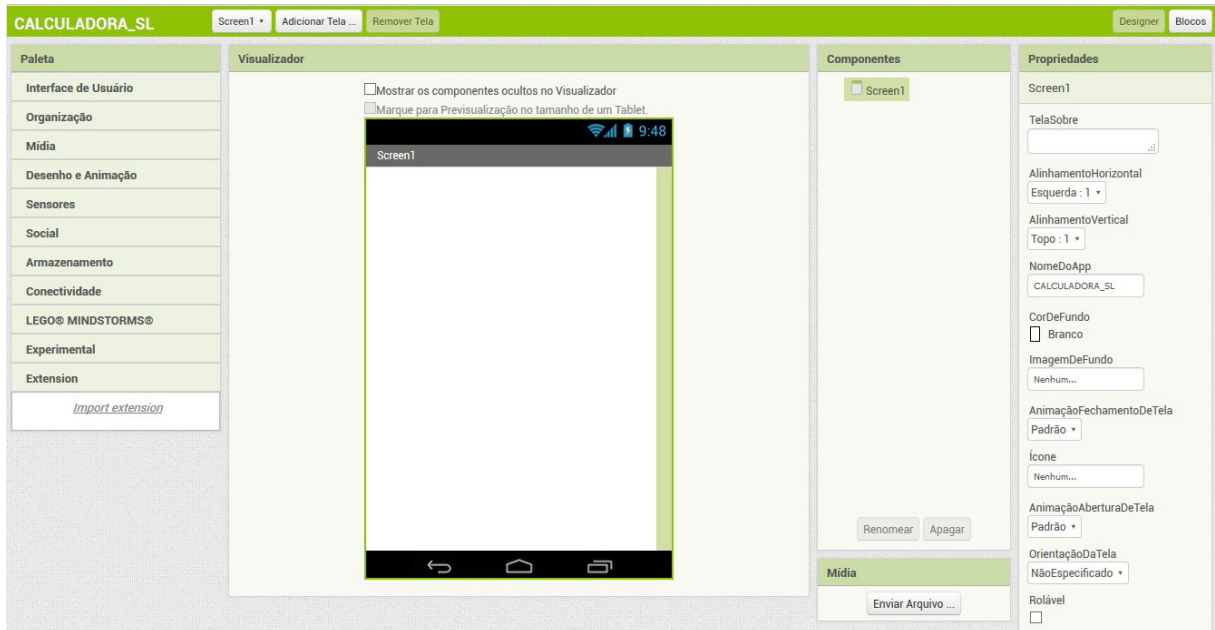 CALCULADORA_SL
Screen1
Adicionar Tela ...
Remover Tela
Designer
Blocos
Paleta
Interface de Usuário
Organização
Mídia
Desenho e Animação
Sensores
Social
Armazenamento
Conectividade
LEGO® MINDSTORMS®
Experimental
Extension
Import extension
Visualizador
Mostrar os componentes ocultos no Visualizador
Marque para Previsualização no tamanho de um Tablet.
9:48
Screen1
Componentes
Screen1
Renomear
Apagar
Mídia
Enviar Arquivo ...
Propriedades
Screen1
TelaSobre
AlinhamentoHorizontal
Esquerda : 1
AlinhamentoVertical
Topo : 1
NomeDoApp
CALCULADORA_SL
CorDeFundo
Branco
ImagemDeFundo
Nenhum...
AnimaçãoFechamentoDeTela
Padrão
Ícone
Nenhum...
AnimaçãoAberturaDeTela
Padrão
OrientaçãoDaTela
NãoEspecificado
Rolável